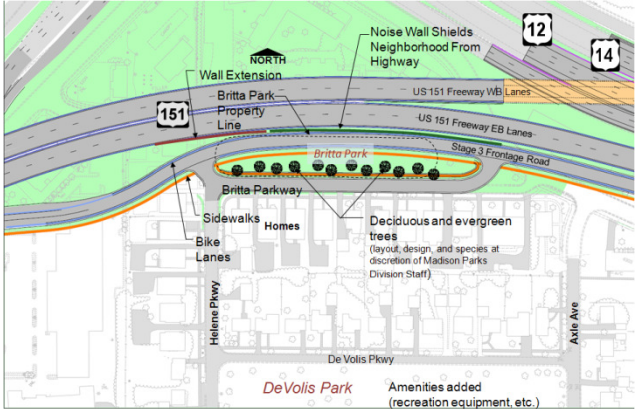 12
14
Noise Wall Shields
Neighborhood From
Highway
NORTH
Wall Extension
US 151 Freeway WB Lanes
151
Britta Park
Property
Line
US 151 Freeway EB Lanes
Stage 3 Frontage Road
Britta Park
Britta Parkway
Sidewalks
Homes
Bike
Lanes
Deciduous and evergreen
trees
(layout, design, and species at
discretion of Madison Parks
Division Staff)
Helene Pkwy
Axle Ave
De Volis Pkwy
DeVolis Park
Amenities added
(recreation equipment, etc.)